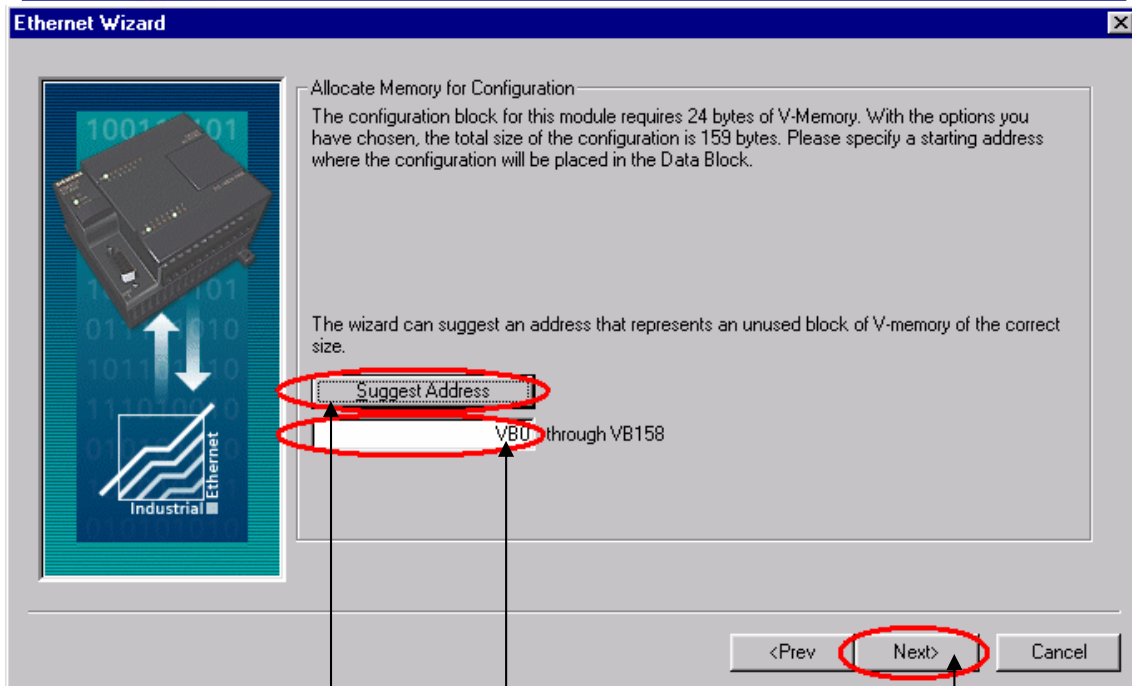 Ethernet Wizard
Allocate Memory for Configuration
The configuration block for this module requires 24 bytes of V-Memory. With the options you
have chosen, the total size of the configuration is 159 bytes. Please specify a starting address
where the configuration will be placed in the Data Block.
The wizard can suggest an address that represents an unused block of V-memory of the correct
size.
Suggest Address
VB0 through VB158
Industrial
Ethernet
<Prev
Next>
Cancel